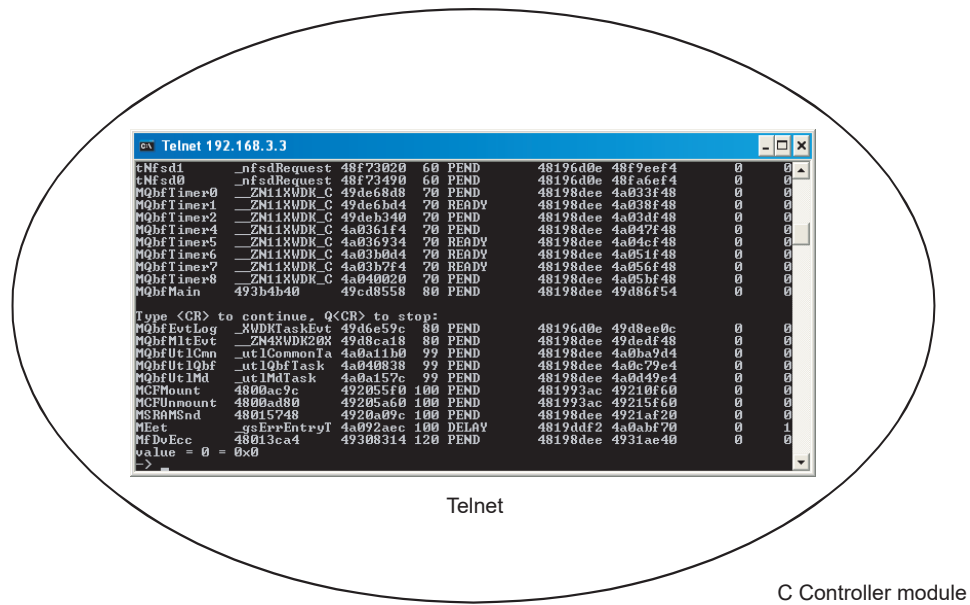 Telnet 192.168.3.3
tNfsd1 _nfsdRequest 48f73020 60 PEND 48196d0e 48f9eef4 0 0
tNfsd0 _nfsdRequest 48f73490 60 PEND 48196d0e 48fa6ef4 0 0
MQbfTimer0 __ZN11XWDK_C 49de68d8 70 PEND 48198dee 4a033f48 0 0
MQbfTimer1 __ZN11XWDK_C 49de6bd4 70 READY 48198dee 4a038f48 0 0
MQbfTimer2 __ZN11XWDK_C 49deb340 70 PEND 48198dee 4a03df48 0 0
MQbfTimer4 __ZN11XWDK_C 4a0361f4 70 PEND 48198dee 4a047f48 0 0
MQbfTimer5 __ZN11XWDK_C 4a036934 70 READY 48198dee 4a04cf48 0 0
MQbfTimer6 __ZN11XWDK_C 4a03b0d4 70 READY 48198dee 4a051f48 0 0
MQbfTimer7 __ZN11XWDK_C 4a03b7f4 70 READY 48198dee 4a056f48 0 0
MQbfTimer8 __ZN11XWDK_C 4a040020 70 PEND 48198dee 4a05bf48 0 0
MQbfMain 493b4b40 49cd8558 80 PEND 48198dee 49d86f54 0 0
Type <CR> to continue, Q<CR> to stop:
MQbfEvtLog _XWDKTaskEvt 49d6e59c 80 PEND 48196d0e 49d8ee0c 0 0
MQbfMltEvt __ZN4XWDK20X 49d8ca18 80 PEND 48198dee 49dedf48 0 0
MQbfUtlCmn _utlCommonTa 4a0a11b0 99 PEND 48198dee 4a0ba9d4 0 0
MQbfUtlQbf _utlQbfTask 4a040838 99 PEND 48198dee 4a0c79e4 0 0
MQbfUtlMd _utlMdTask 4a0a157c 99 PEND 48198dee 4a0d49e4 0 0
MCFMount 4800ac9c 492055f0 100 PEND 481993ac 49210f60 0 0
MCFUnmount 4800ad80 49205a60 100 PEND 481993ac 49215f60 0 0
MSRAMSnd 48015748 4920a09c 100 PEND 48198dee 4921af20 0 0
MEet _gsErrEntryT 4a092aec 100 DELAY 4819ddf2 4a0abf70 0 1
MfDvEcc 48013ca4 49308314 120 PEND 48198dee 4931ae40 0 0
value = 0 = 0x0
-> _
Telnet
C Controller module